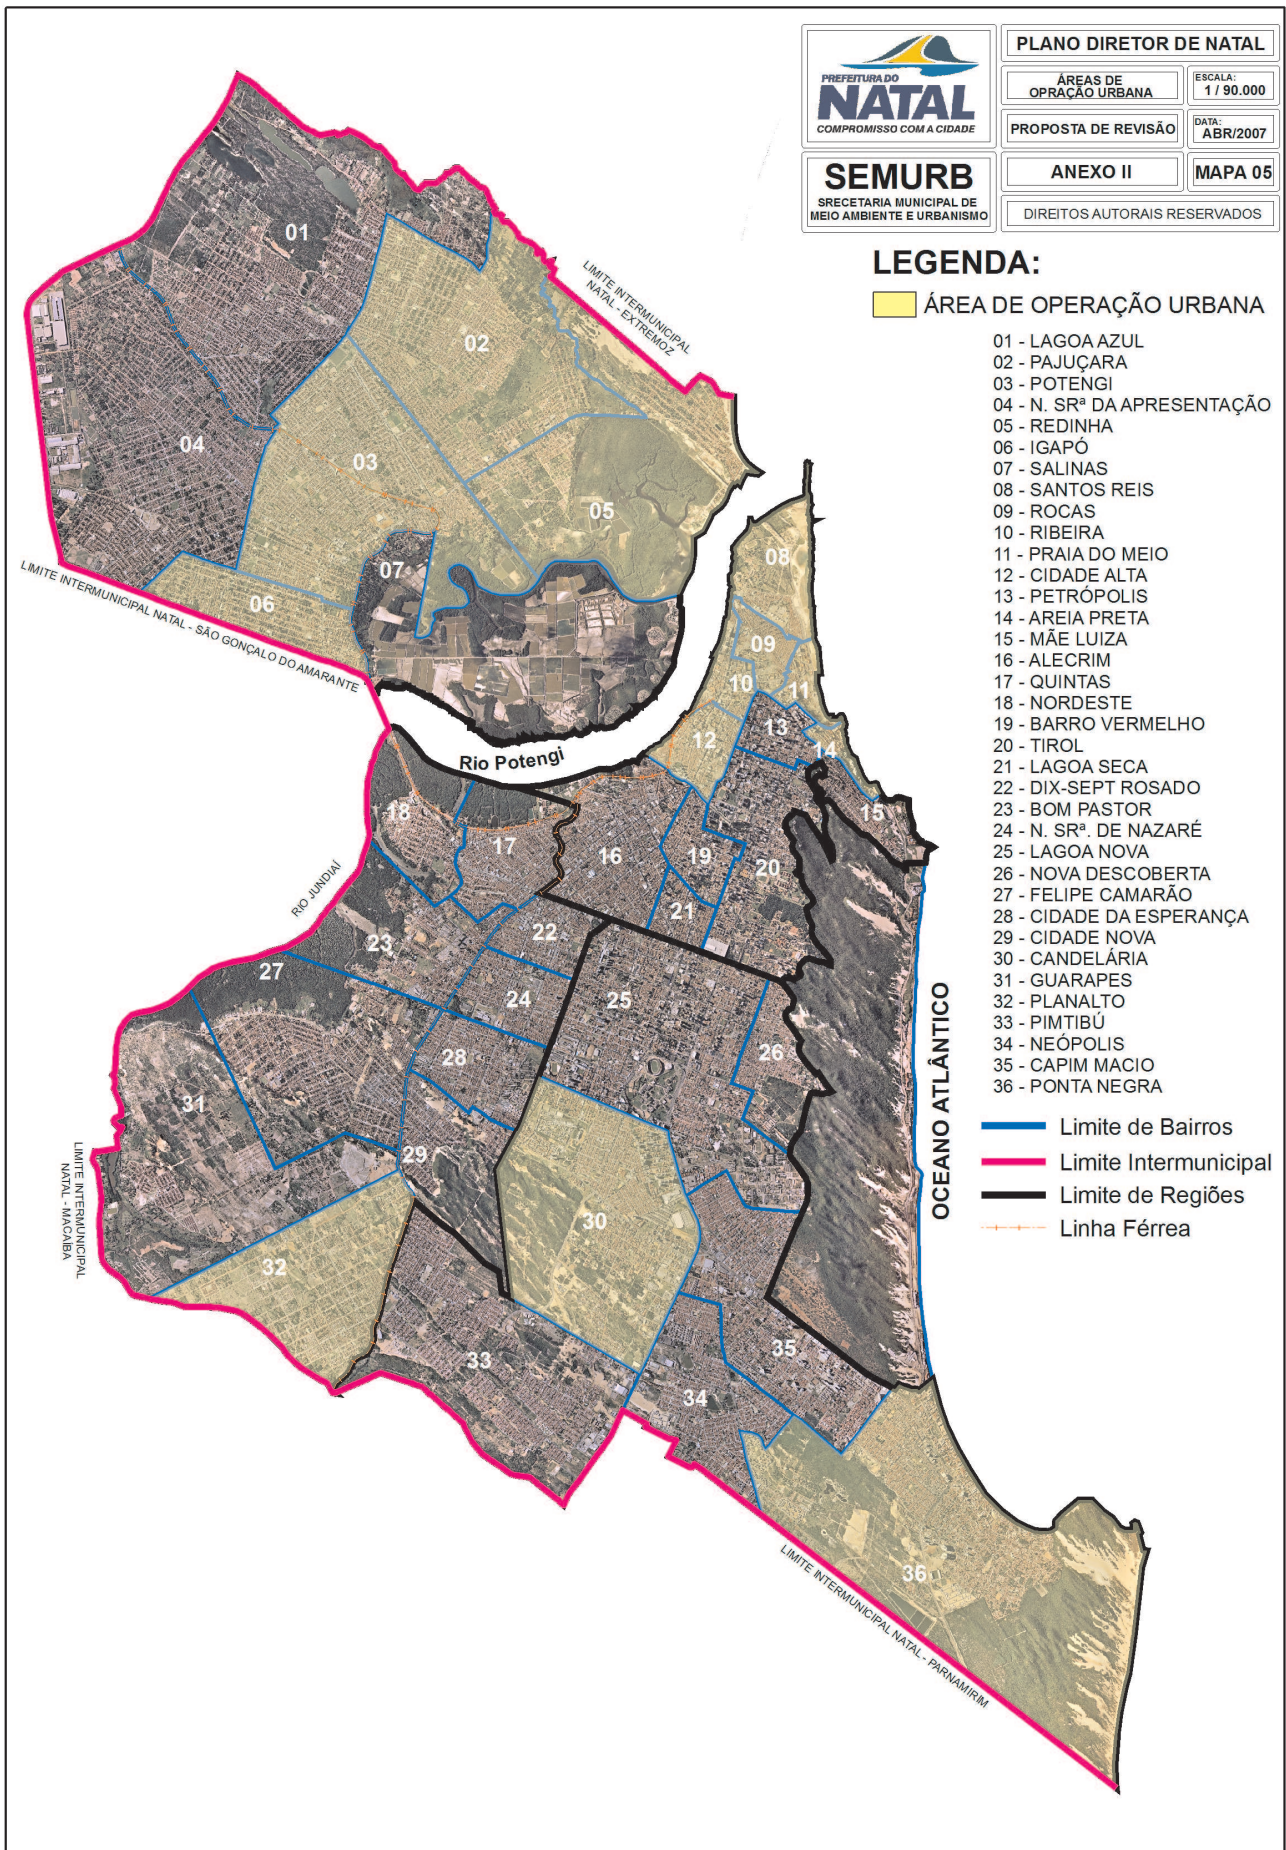 PREFEITURA DO
NATAL
COMPROMISSO COM A CIDADE
PLANO DIRETOR DE NATAL
ÁREAS DE
OPRAÇÃO URBANA
ESCALA:
1 / 90.000
PROPOSTA DE REVISÃO
DATA:
ABR/2007
SEMURB
SRECETARIA MUNICIPAL DE
MEIO AMBIENTE E URBANISMO
ANEXO II
MAPA 05
DIREITOS AUTORAIS RESERVADOS
LEGENDA:
ÁREA DE OPERAÇÃO URBANA
01 - LAGOA AZUL
02 - PAJUÇARA
03 - POTENGI
04 - N. SRª DA APRESENTAÇÃO
05 - REDINHA
06 - IGAPÓ
07 - SALINAS
08 - SANTOS REIS
09 - ROCAS
10 - RIBEIRA
11 - PRAIA DO MEIO
12 - CIDADE ALTA
13 - PETRÓPOLIS
14 - AREIA PRETA
15 - MÃE LUIZA
16 - ALECRIM
17 - QUINTAS
18 - NORDESTE
19 - BARRO VERMELHO
20 - TIROL
21 - LAGOA SECA
22 - DIX-SEPT ROSADO
23 - BOM PASTOR
24 - N. SRª. DE NAZARÉ
25 - LAGOA NOVA
26 - NOVA DESCOBERTA
27 - FELIPE CAMARÃO
28 - CIDADE DA ESPERANÇA
29 - CIDADE NOVA
30 - CANDELÁRIA
31 - GUARAPES
32 - PLANALTO
33 - PIMTIBÚ
34 - NEÓPOLIS
35 - CAPIM MACIO
36 - PONTA NEGRA
Limite de Bairros
Limite Intermunicipal
Limite de Regiões
Linha Férrea
01
LIMITE INTERMUNICIPAL
NATAL - EXTREMOZ
02
04
03
05
07
06
08
LIMITE INTERMUNICIPAL NATAL - SÃO GONÇALO DO AMARANTE
09
10
11
13
12
14
Rio Potengi
18
15
17
16
19
20
RIO JUNDIAÍ
21
22
23
27
24
25
28
26
OCEANO ATLÂNTICO
31
29
LIMITE INTERMUNICIPAL
NATAL - MACAÍBA
30
32
33
35
34
36
LIMITE INTERMUNICIPAL NATAL - PARNAMIRIM